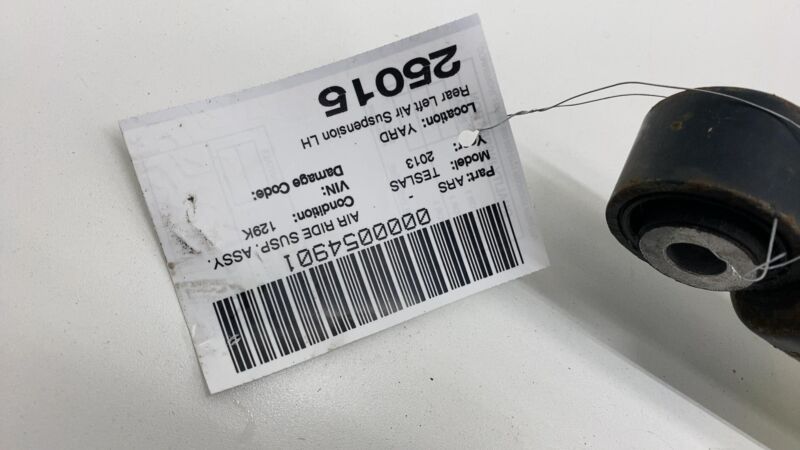 0000054901
Part: ARS - AIR RIDE SUSP. ASSY
Model: TESLAS Condition: 129K
Year: 2013 VIN:
Location: YARD Damage Code:
Rear Left Air Suspension LH
25015